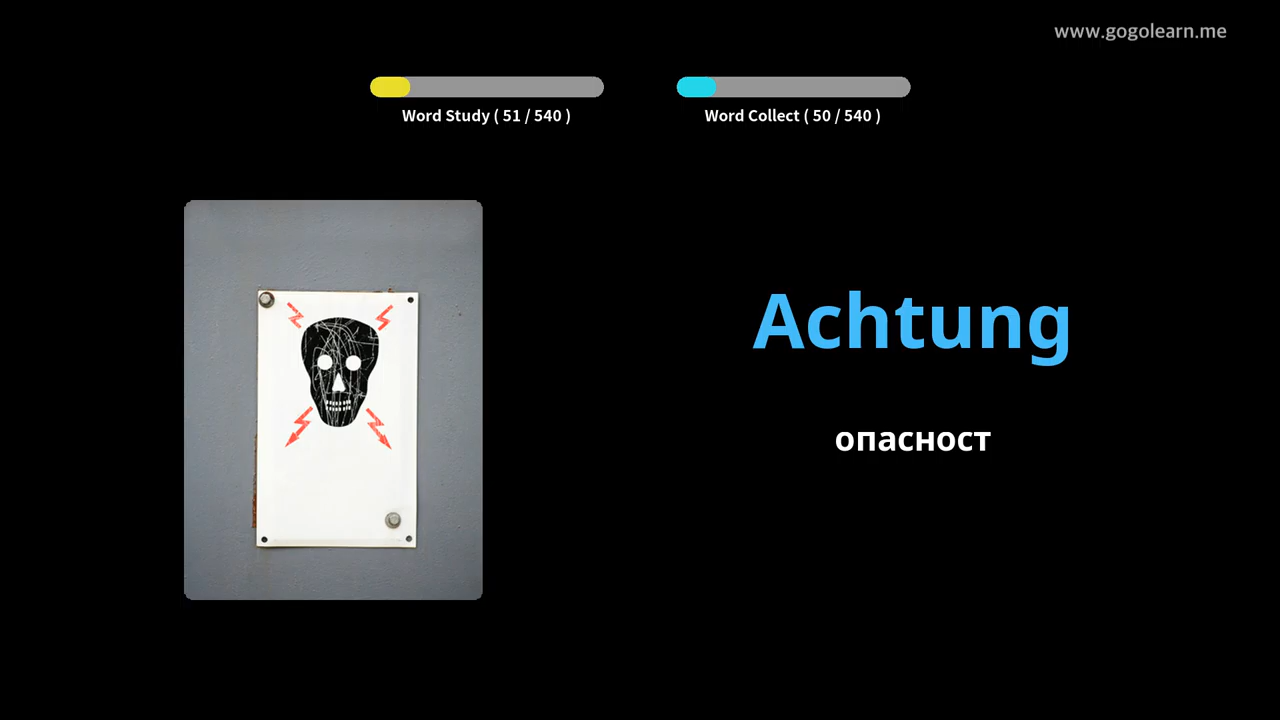 www.gogolearn.me
Word Study ( 51 / 540 )
Word Collect ( 50 / 540 )
Achtung
опасност